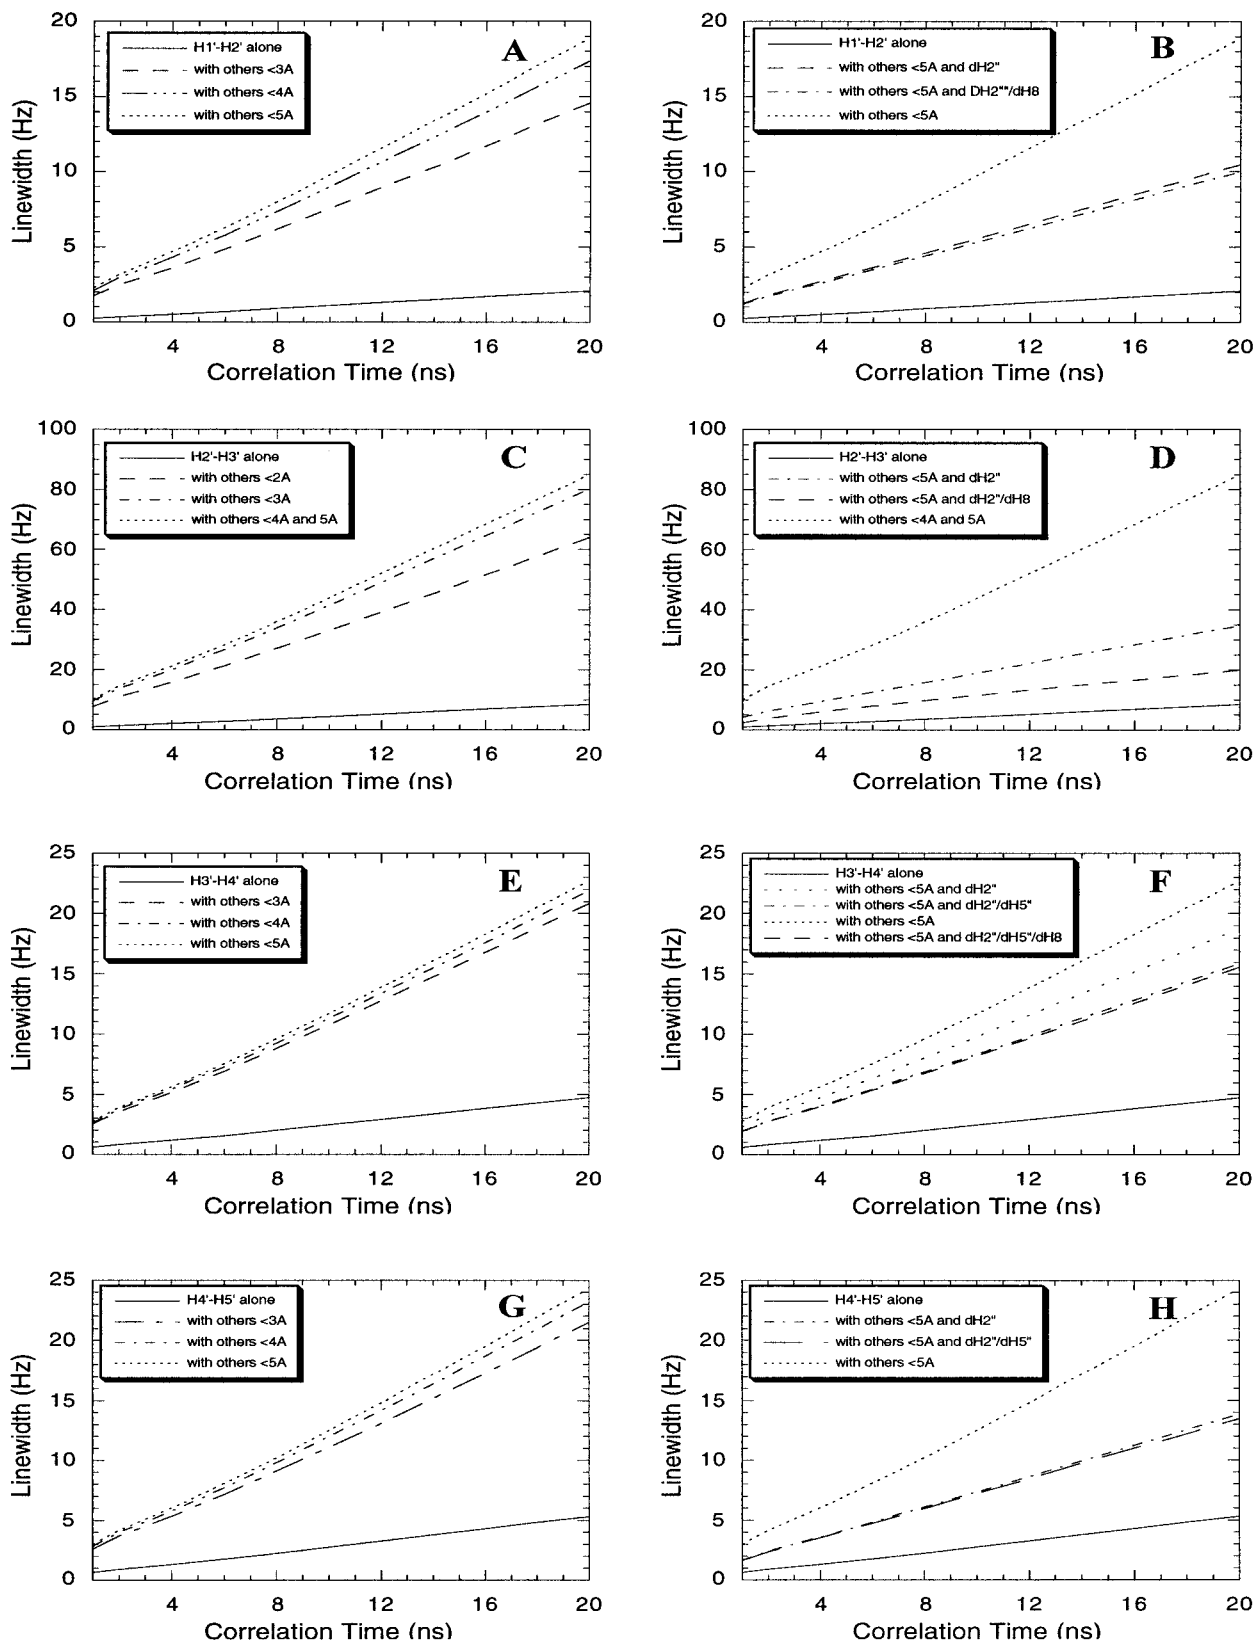 A
H1'-H2' alone
with others <3A
with others <4A
with others <5A
Linewidth (Hz)
20
15
10
5
0
4 8 12 16 20
Correlation Time (ns)
B
H1'-H2' alone
with others <5A and dH2"
with others <5A and DH2""/dH8
with others <5A
Linewidth (Hz)
20
15
10
5
0
4 8 12 16 20
Correlation Time (ns)
C
H2'-H3' alone
with others <2A
with others <3A
with others <4A and 5A
Linewidth (Hz)
100
80
60
40
20
0
4 8 12 16 20
Correlation Time (ns)
D
H2'-H3' alone
with others <5A and dH2"
with others <5A and dH2"/dH8
with others <4A and 5A
Linewidth (Hz)
100
80
60
40
20
0
4 8 12 16 20
Correlation Time (ns)
E
H3'-H4' alone
with others <3A
with others <4A
with others <5A
Linewidth (Hz)
25
20
15
10
5
0
4 8 12 16 20
Correlation Time (ns)
F
H3'-H4' alone
with others <5A and dH2"
with others <5A and dH2"/dH5"
with others <5A
with others <5A and dH2"/dH5"/dH8
Linewidth (Hz)
25
20
15
10
5
0
4 8 12 16 20
Correlation Time (ns)
G
H4'-H5' alone
with others <3A
with others <4A
with others <5A
Linewidth (Hz)
25
20
15
10
5
0
4 8 12 16 20
Correlation Time (ns)
H
H4'-H5' alone
with others <5A and dH2"
with others <5A and dH2"/dH5"
with others <5A
Linewidth (Hz)
25
20
15
10
5
0
4 8 12 16 20
Correlation Time (ns)